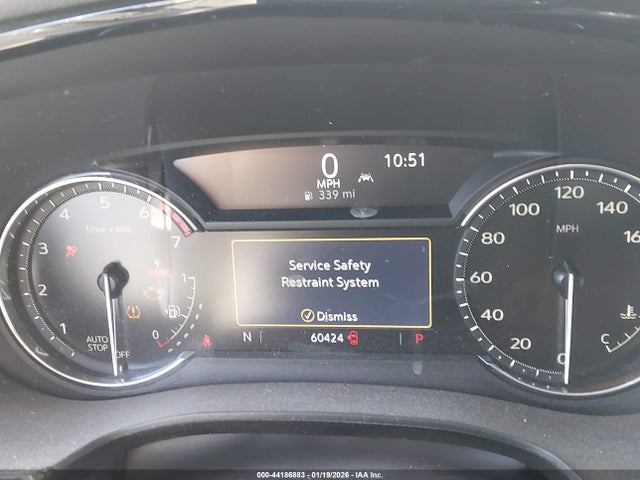 0
MPH
10:51
339 mi
5
4
6
3
7
2
1
1/min x 1000
PARK
1
0
AUTO
STOP
OFF
Service Safety
Restraint System
Dismiss
N
60424
P
120
100
140
80
MPH
60
40
20
0
C
000-44186883 - 01/19/2026 - IAA Inc.